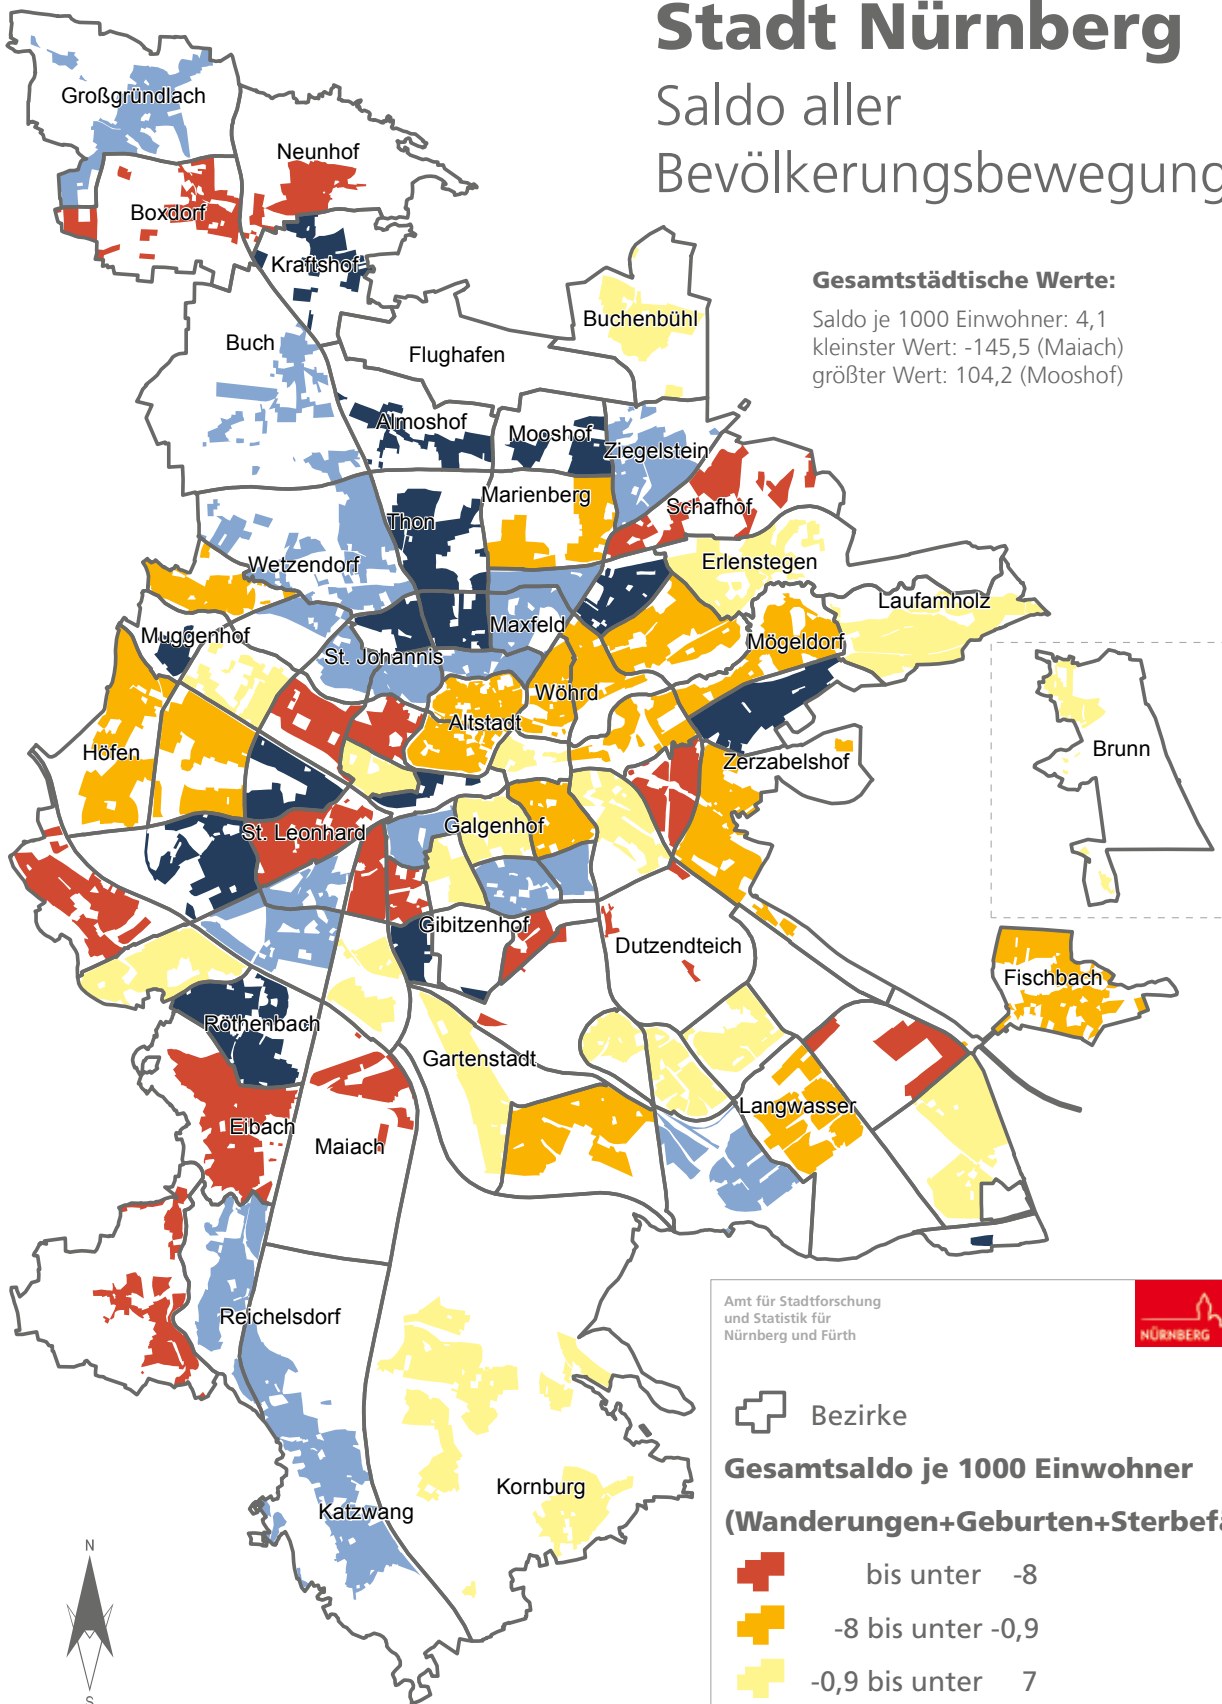 Stadt Nürnberg
Saldo aller
Bevölkerungsbewegung
Gesamtstädtische Werte:
Saldo je 1000 Einwohner: 4,1
kleinster Wert: -145,5 (Maiach)
größter Wert: 104,2 (Mooshof)
Großgründlach
Neunhof
Boxdorf
Kraftshof
Buchenbühl
Buch
Flughafen
Almoshof
Mooshof
Ziegelstein
Marienberg
Schafhof
Thon
Wetzendorf
Erlenstegen
Laufamholz
Maxfeld
Muggenhof
Mögeldorf
St. Johannis
Wöhrd
Altstadt
Höfen
Zerzabelshof
Brunn
St. Leonhard
Galgenhof
Gibitzenhof
Dutzendteich
Fischbach
Röthenbach
Gartenstadt
Langwasser
Eibach
Maiach
Reichelsdorf
Kornburg
Katzwang
N
S
Amt für Stadtforschung
und Statistik für
Nürnberg und Fürth
NÜRNBERG
Bezirke
Gesamtsaldo je 1000 Einwohner
(Wanderungen+Geburten+Sterbefä
bis unter -8
-8 bis unter -0,9
-0,9 bis unter 7